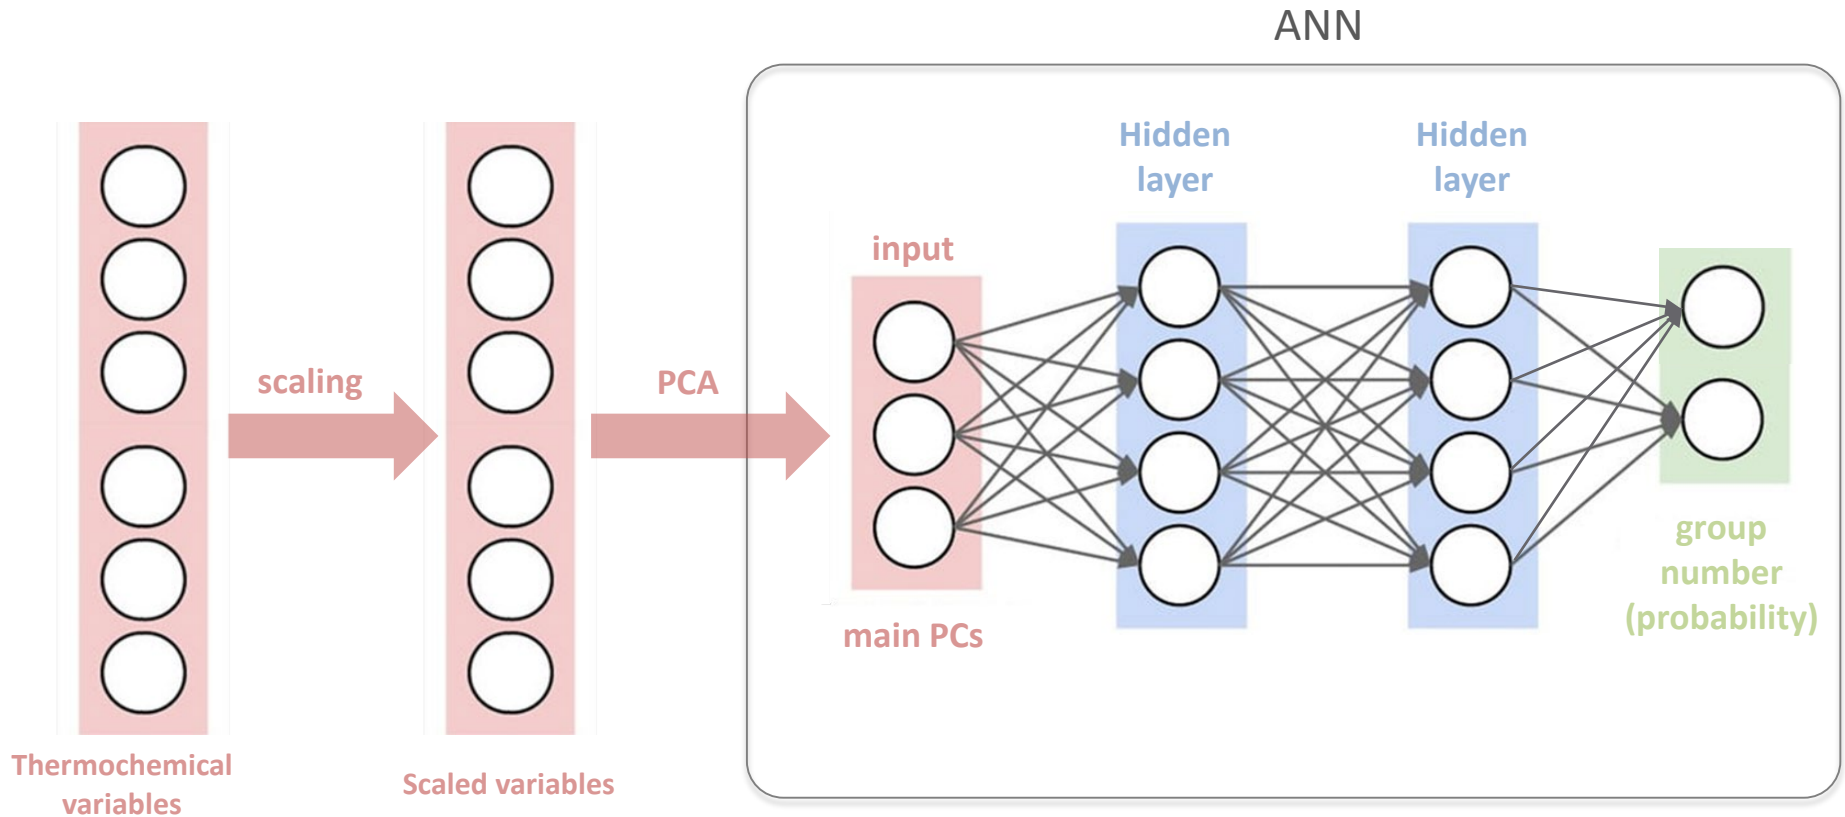 ANN
Hidden
layer
Hidden
layer
input
scaling
PCA
group
number
(probability)
main PCs
Thermochemical
variables
Scaled variables